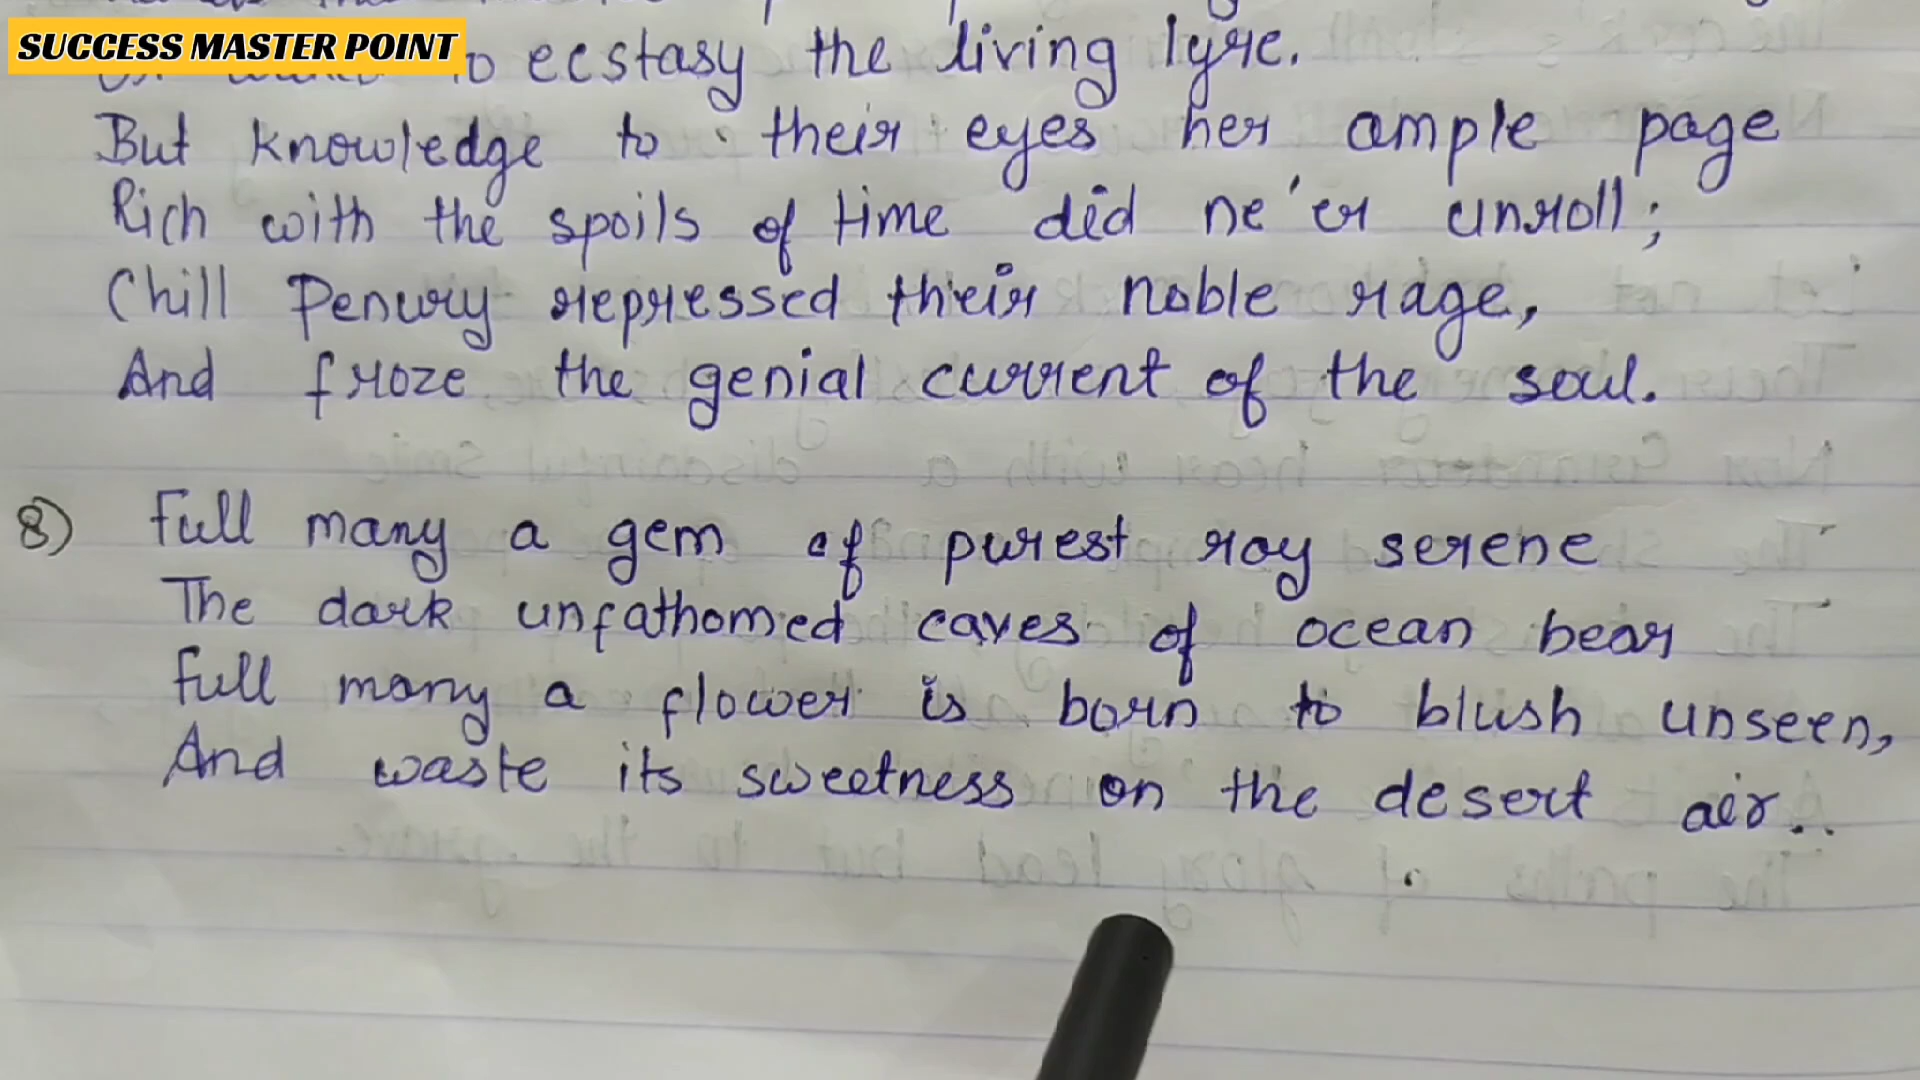 SUCCESS MASTER POINT
to ecstasy the living lyre.
But knowledge to their eyes her ample page
Rich with the spoils of time did ne'er unroll;
Chill Penury repressed their noble rage,
And froze the genial current of the soul.
8) Full many a gem of purest ray serene
The dark unfathomed caves of ocean bear
Full many a flower is born to blush unseen,
And waste its sweetness on the desert air..